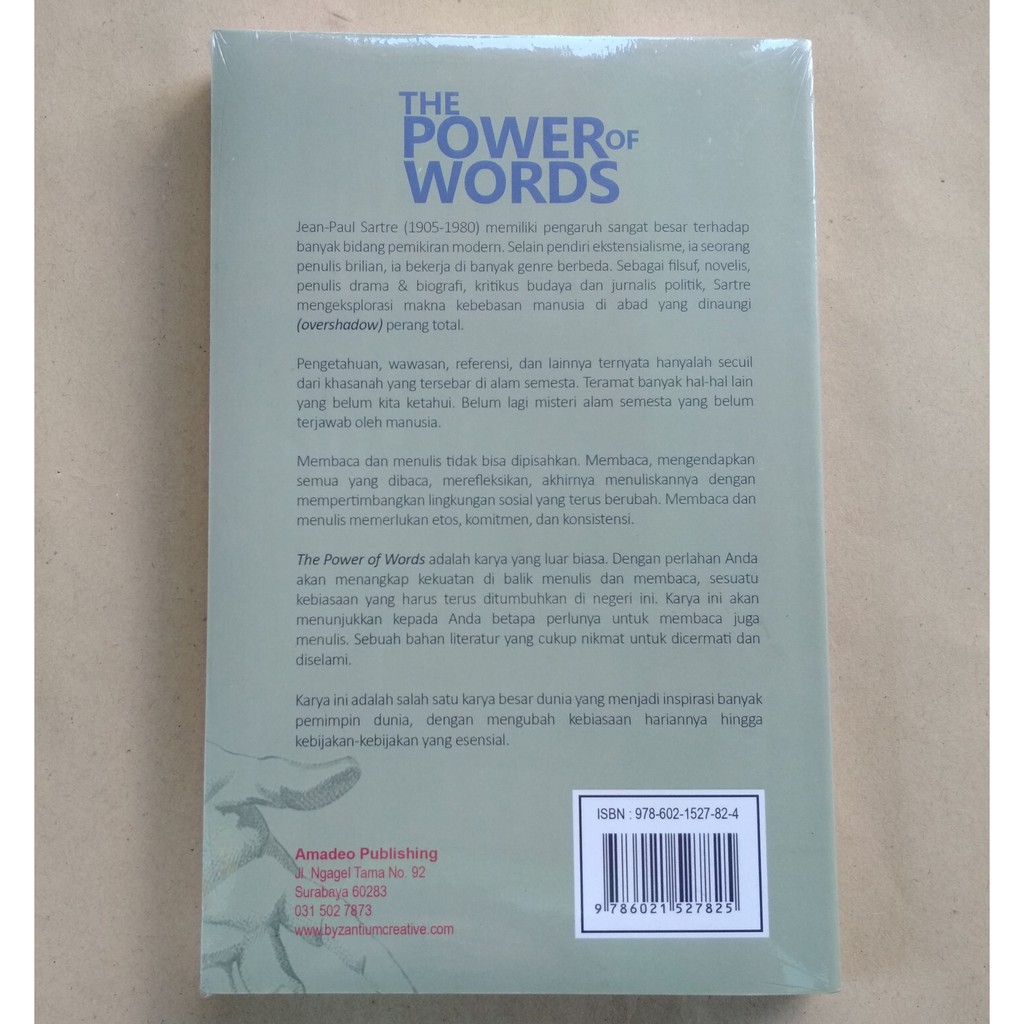 THE
POWER OF
WORDS
Jean-Paul Sartre (1905-1980) memiliki pengaruh sangat besar terhadap
banyak bidang pemikiran modern. Selain pendiri ekstensialisme, ia seorang
penulis brilian, ia bekerja di banyak genre berbeda. Sebagai filsuf, novelis,
penulis drama & biografi, kritikus budaya dan jurnalis politik, Sartre
mengeksplorasi makna kebebasan manusia di abad yang dinaungi
(overshadow) perang total.
Pengetahuan, wawasan, referensi, dan lainnya ternyata hanyalah secuil
dari khasanah yang tersebar di alam semesta. Teramat banyak hal-hal lain
yang belum kita ketahui. Belum lagi misteri alam semesta yang belum
terjawab oleh manusia.
Membaca dan menulis tidak bisa dipisahkan. Membaca, mengendapkan
semua yang dibaca, merefleksikan, akhirnya menuliskannya dengan
mempertimbangkan lingkungan sosial yang terus berubah. Membaca dan
menulis memerlukan etos, komitmen, dan konsistensi.
The Power of Words adalah karya yang luar biasa. Dengan perlahan Anda
akan menangkap kekuatan di balik menulis dan membaca, sesuatu
kebiasaan yang harus terus ditumbuhkan di negeri ini. Karya ini akan
menunjukkan kepada Anda betapa perlunya untuk membaca juga
menulis. Sebuah bahan literatur yang cukup nikmat untuk dicermati dan
diselami.
Karya ini adalah salah satu karya besar dunia yang menjadi inspirasi banyak
pemimpin dunia, dengan mengubah kebiasaan hariannya hingga
kebijakan-kebijakan yang esensial.
Amadeo Publishing
Jl. Ngagel Tama No. 92
Surabaya 60283
031 502 7873
www.byzantiumcreative.com
ISBN : 978-602-1527-82-4
9 786021 527825